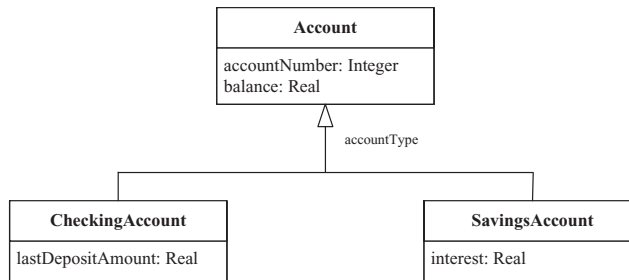 Account
accountNumber: Integer
balance: Real
accountType
CheckingAccount
lastDepositAmount: Real
SavingsAccount
interest: Real